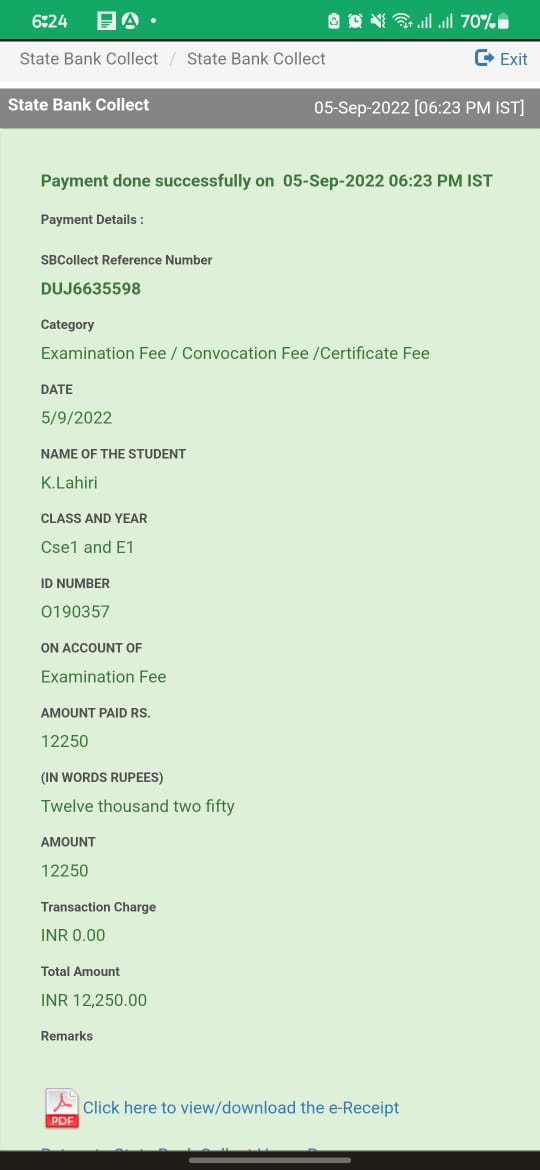 6:24
70%
State Bank Collect / State Bank Collect
Exit
State Bank Collect
05-Sep-2022 [06:23 PM IST]
Payment done successfully on 05-Sep-2022 06:23 PM IST
Payment Details :
SBCollect Reference Number
DUJ6635598
Category
Examination Fee / Convocation Fee /Certificate Fee
DATE
5/9/2022
NAME OF THE STUDENT
K.Lahiri
CLASS AND YEAR
Cse1 and E1
ID NUMBER
O190357
ON ACCOUNT OF
Examination Fee
AMOUNT PAID RS.
12250
(IN WORDS RUPEES)
Twelve thousand two fifty
AMOUNT
12250
Transaction Charge
INR 0.00
Total Amount
INR 12,250.00
Remarks
PDF
Click here to view/download the e-Receipt